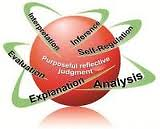 Interpretation
Inference
Self-Regulation
Purposeful reflective
judgment
Evaluation
Explanation
Analysis